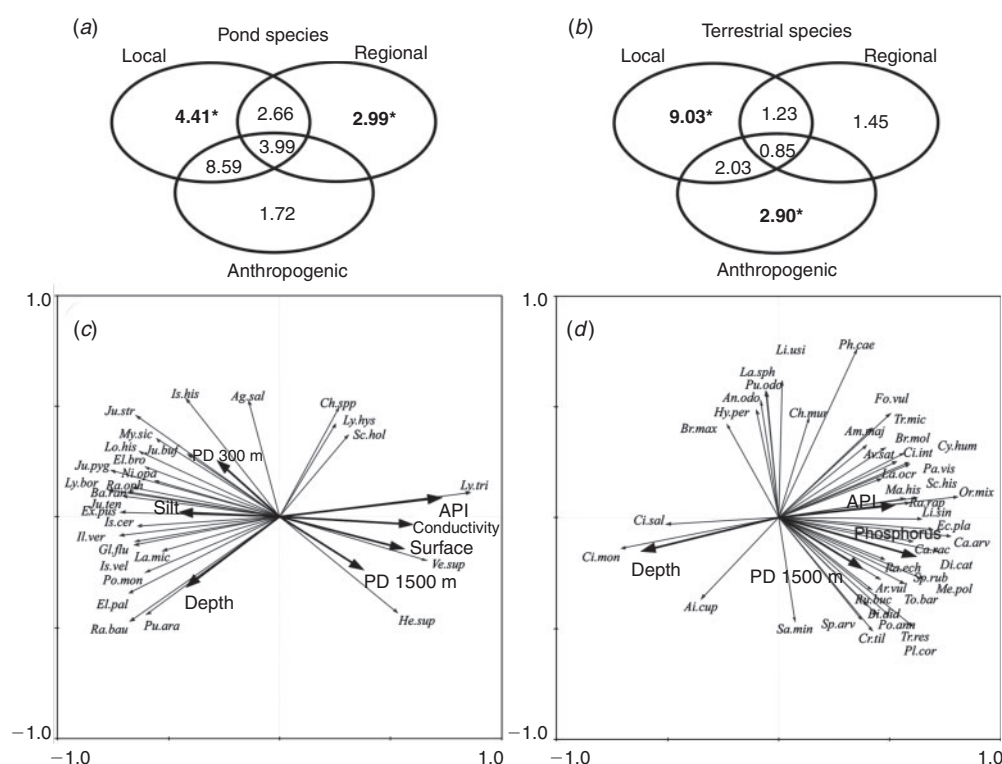 (a)
Pond species
Local
Regional
4.41*
2.66
2.99*
3.99
8.59
1.72
Anthropogenic
(b)
Terrestrial species
Local
Regional
9.03*
1.23
1.45
0.85
2.03
2.90*
Anthropogenic
1.0
(c)
Is.his
Ag.sal
Ch.spp
Ju.str
Ly.hys
My.sic
Sc.hol
Lo.his
Ju.buf
PD 300 m
El.bro
Ju.pyg
Ni.opa
Ly.bor
Ra.oph
Ba.ran
Ly.tri
Ju.ten
Silt
API
Ex.pus
Is.cer
Conductivity
Il.ver
Gl.flu
La.mic
Surface
Is.vel
Ve.sup
Po.mon
PD 1500 m
El.pal
Depth
Ra.bau
Pu.ara
He.sup
−1.0
−1.0
1.0
1.0
(d)
Li.usi
Ph.cae
La.sph
Pu.odo
An.odo
Fo.vul
Hy.per
Ch.mur
Tr.mic
Br.max
Am.maj
Br.mol
Cy.hum
Av.sat
Ci.int
La.ocr
Pa.vis
Sc.his
Ma.his
Or.mix
API
Ra.rap
Ci.sal
Li.sin
Ec.pla
Phosphorus
Ca.arv
Ci.mon
Ca.rac
Depth
Di.cat
PD 1500 m
Ra.ech
Sp.rub
Ar.vul
Me.pol
Ai.cup
Ru.buc
To.bar
Bi.did
Sa.min
Sp.arv
Po.ann
Cr.til
Tr.res
Pl.cor
−1.0
−1.0
1.0